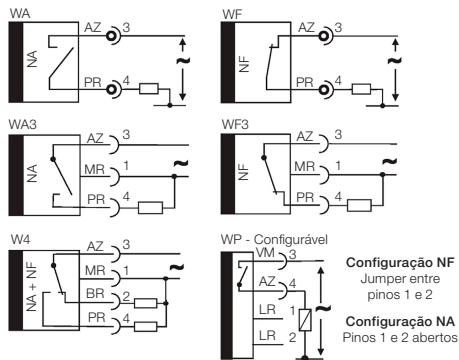 WA
NA
AZ 3
PR 4
~
WF
NF
AZ 3
PR 4
~
WA3
NA
AZ 3
MR 1
PR 4
~
WF3
NF
AZ 3
MR 1
PR 4
~
W4
NA + NF
AZ 3
MR 1
BR 2
PR 4
~
WP - Configurável
VM 3
AZ 4
LR 1
LR 2
~
Configuração NF
Jumper entre
pinos 1 e 2
Configuração NA
Pinos 1 e 2 abertos